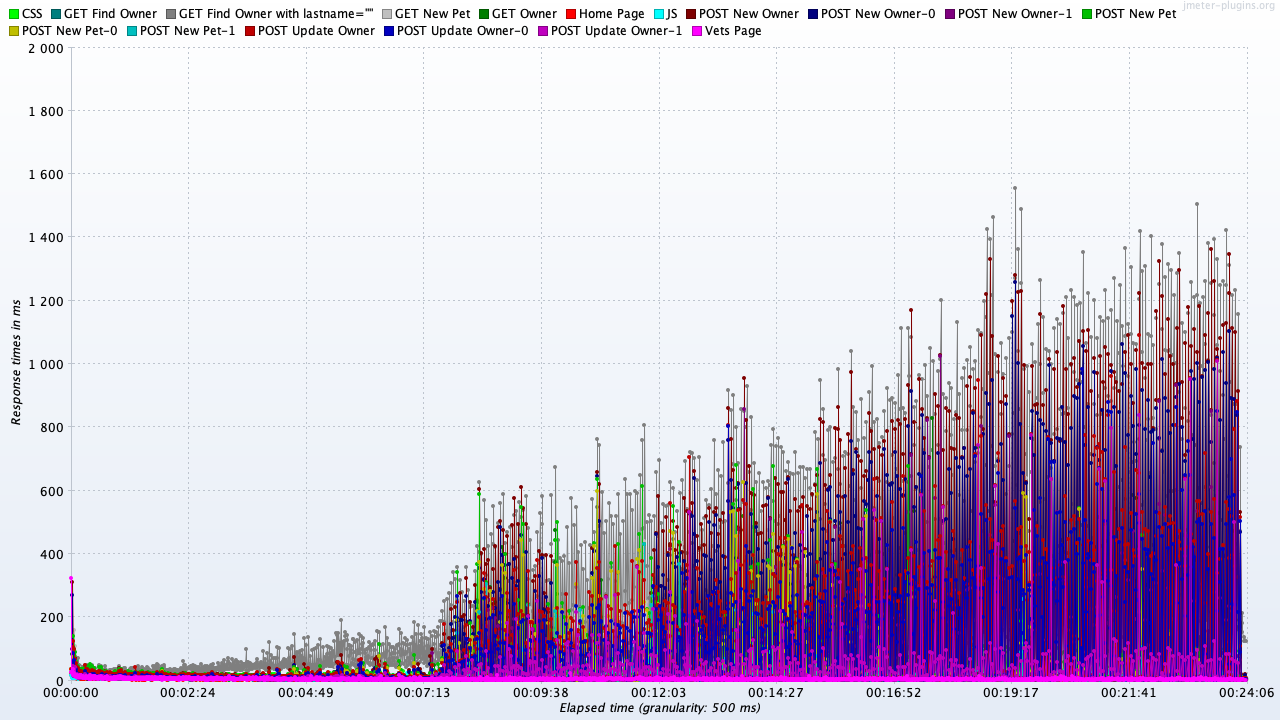 jmeter-plugins.org
CSS GET Find Owner GET Find Owner with lastname="" GET New Pet GET Owner Home Page JS POST New Owner POST New Owner-0 POST New Owner-1 POST New Pet
POST New Pet-0 POST New Pet-1 POST Update Owner POST Update Owner-0 POST Update Owner-1 Vets Page
2 000
1 800
1 600
1 400
1 200
1 000
800
600
400
200
0
Response times in ms
00:00:00 00:02:24 00:04:49 00:07:13 00:09:38 00:12:03 00:14:27 00:16:52 00:19:17 00:21:41 00:24:06
Elapsed time (granularity: 500 ms)